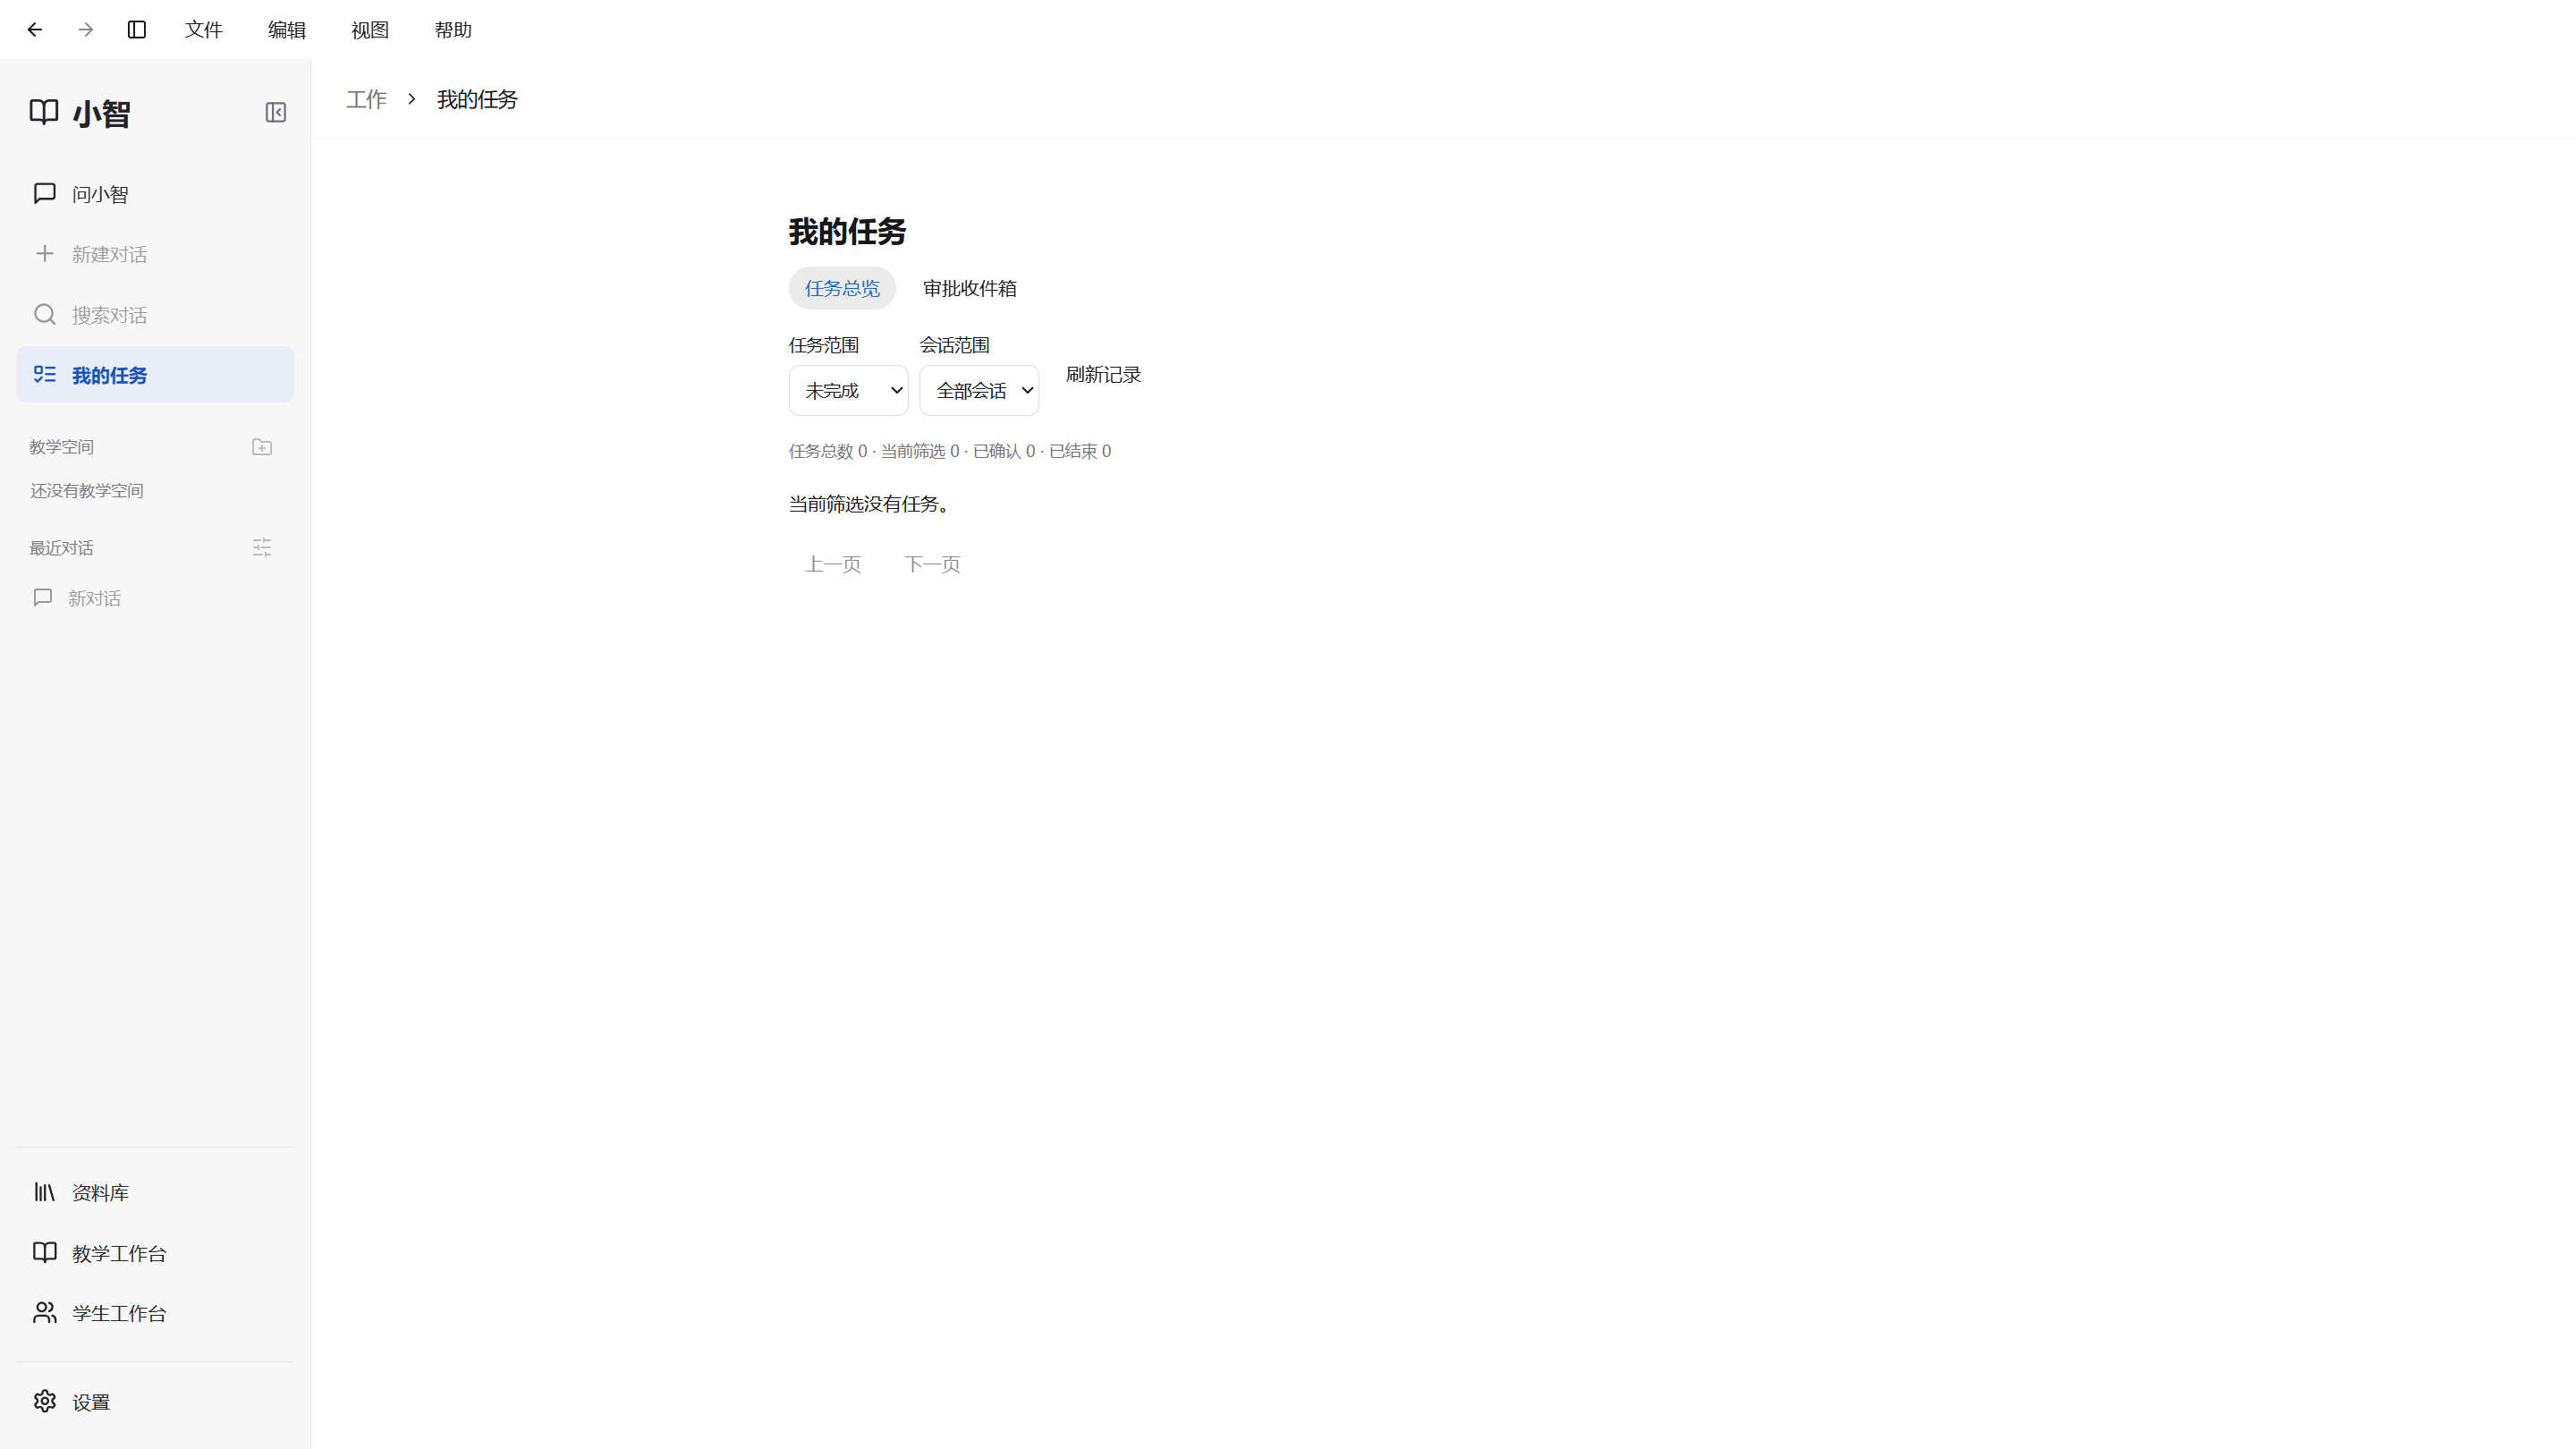 文件 编辑 视图 帮助
小智
问小智
新建对话
搜索对话
我的任务
教学空间
还没有教学空间
最近对话
新对话
资料库
教学工作台
学生工作台
设置
工作 > 我的任务
我的任务
任务总览 审批收件箱
任务范围 会话范围
未完成 全部会话 刷新记录
任务总数 0 · 当前筛选 0 · 已确认 0 · 已结束 0
当前筛选没有任务。
上一页 下一页